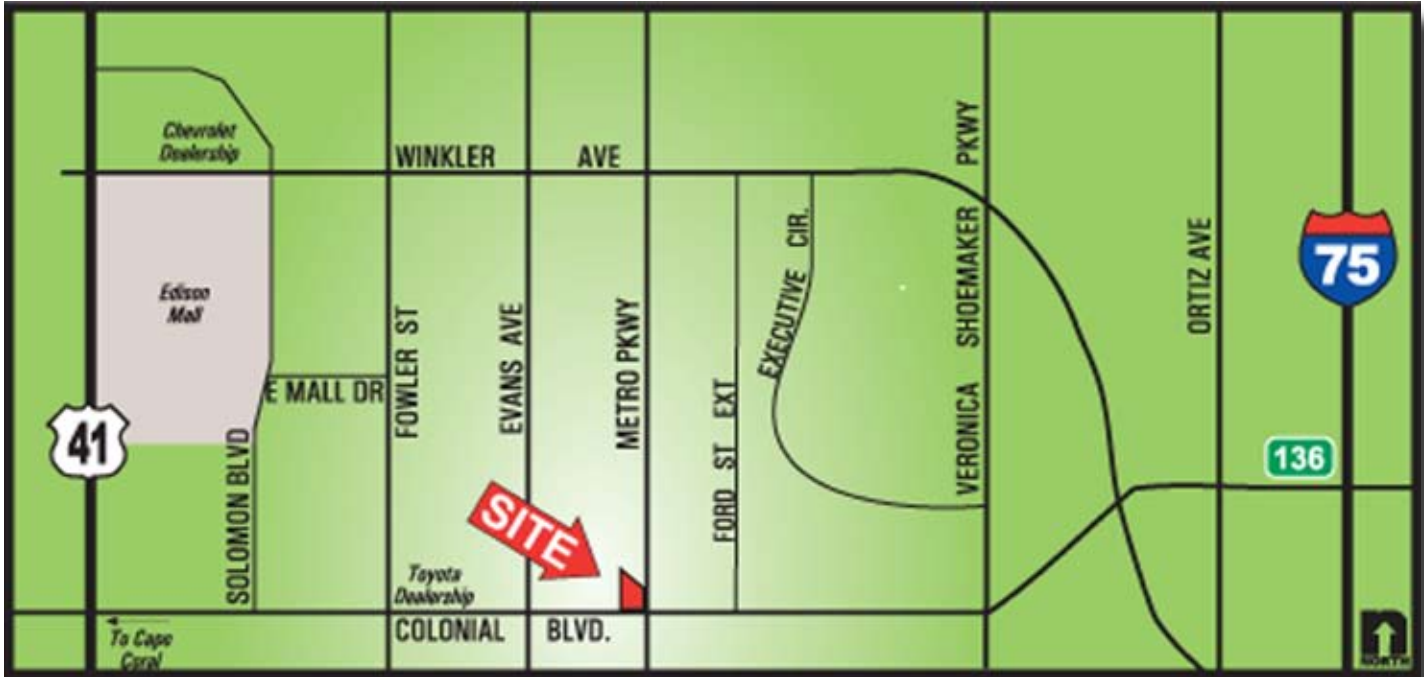 Chevrolet
Dealership
WINKLER AVE
Edison
Mall
E MALL DR
41
SOLOMON BLVD
FOWLER ST
EVANS AVE
METRO PKWY
FORD ST EXT
EXECUTIVE CIR.
VERONICA SHOEMAKER PKWY
ORTIZ AVE
75
136
SITE
Toyota
Dealership
COLONIAL BLVD.
To Cape
Coral
n
NORTH